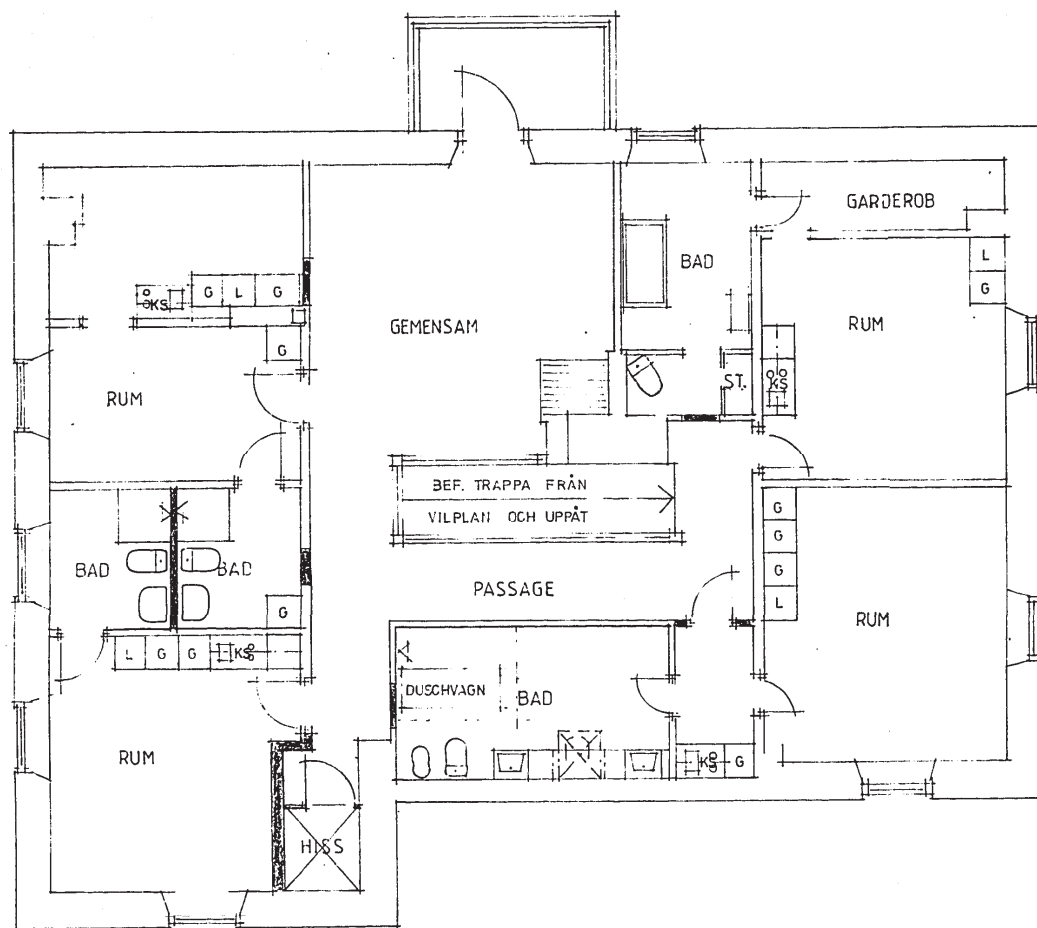 GARDEROB
BAD
L
G
KS
G L G
GEMENSAM
RUM
G
RUM
ST.
KS
BEF. TRAPPA FRÅN
VILPLAN OCH UPPÅT
G
G
G
L
BAD
BAD
PASSAGE
G
RUM
L G G KS
DUSCHVAGN
BAD
RUM
KS G
HISS